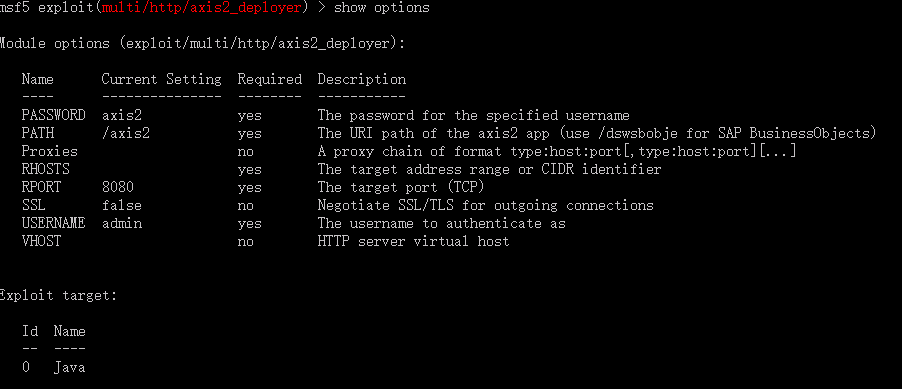 msf5 exploit(multi/http/axis2_deployer) > show options
Module options (exploit/multi/http/axis2_deployer):
Name Current Setting Required Description
---- --------------- -------- -----------
PASSWORD axis2 yes The password for the specified username
PATH /axis2 yes The URI path of the axis2 app (use /dswsbobje for SAP BusinessObjects)
Proxies no A proxy chain of format type:host:port[,type:host:port][...]
RHOSTS yes The target address range or CIDR identifier
RPORT 8080 yes The target port (TCP)
SSL false no Negotiate SSL/TLS for outgoing connections
USERNAME admin yes The username to authenticate as
VHOST no HTTP server virtual host
Exploit target:
Id Name
-- ----
0 Java